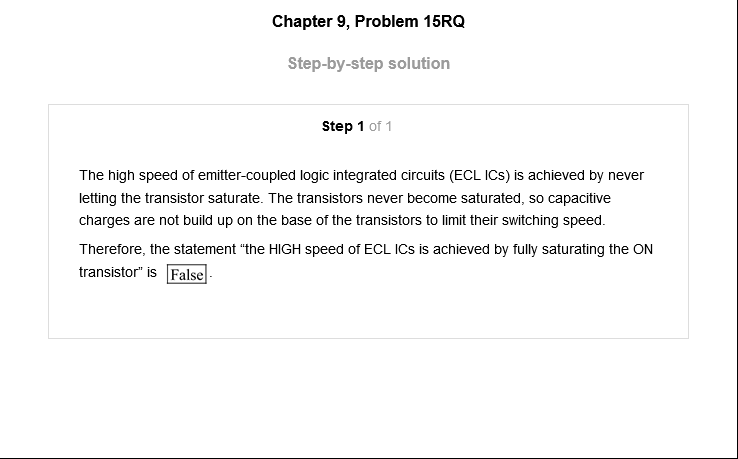 Chapter 9, Problem 15RQ
Step-by-step solution
Step 1 of 1
The high speed of emitter-coupled logic integrated circuits (ECL ICs) is achieved by never
letting the transistor saturate. The transistors never become saturated, so capacitive
charges are not build up on the base of the transistors to limit their switching speed.
Therefore, the statement “the HIGH speed of ECL ICs is achieved by fully saturating the ON
transistor” is False.